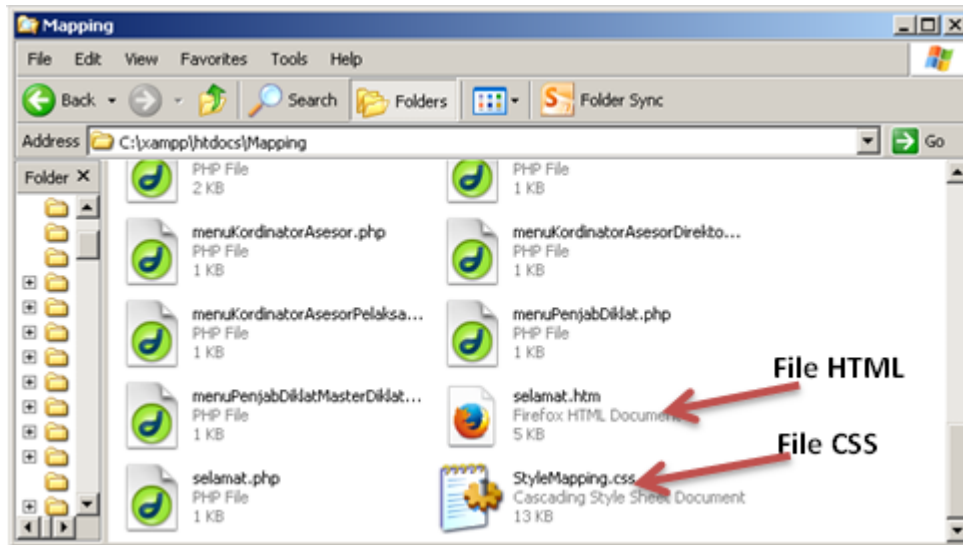 Mapping
File Edit View Favorites Tools Help
Back Search Folders Folder Sync
Address C:\xampp\htdocs\Mapping Go
Folder X
PHP File
2 KB
PHP File
1 KB
menuKordinatorAsesor.php
PHP File
1 KB
menuKordinatorAsesorDirekto...
PHP File
1 KB
menuKordinatorAsesorPelaksa...
PHP File
1 KB
menuPenjabDiklat.php
PHP File
1 KB
menuPenjabDiklatMasterDiklat...
PHP File
1 KB
File HTML
selamat.htm
Firefox HTML Document
5 KB
selamat.php
PHP File
1 KB
File CSS
StyleMapping.css
Cascading Style Sheet Document
13 KB